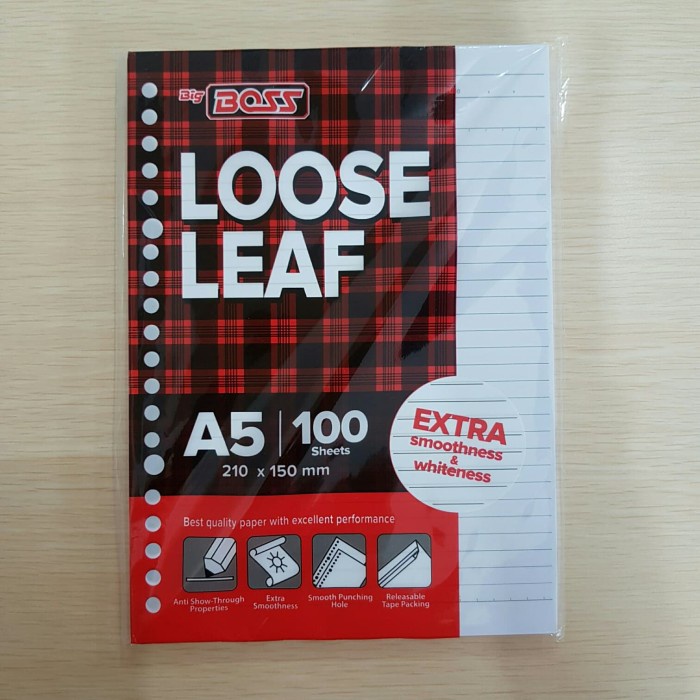 Big BOSS
LOOSE
LEAF
A5 | 100
Sheets
210 x 150 mm
EXTRA
smoothness
&
whiteness
Best quality paper with excellent performance
Anti Show-Through
Properties
Extra
Smoothness
Smooth Punching
Hole
Releasable
Tape Packing